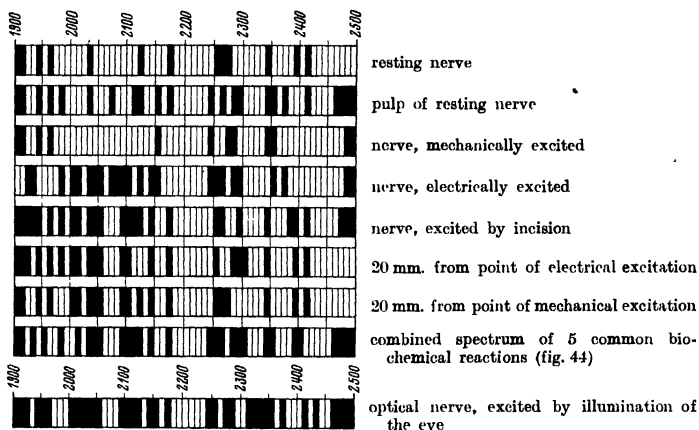 1900 2000 2100 2200 2300 2400 2500
resting nerve
pulp of resting nerve
nerve, mechanically excited
nerve, electrically excited
nerve, excited by incision
20 mm. from point of electrical excitation
20 mm. from point of mechanical excitation
combined spectrum of 5 common bio-
chemical reactions (fig. 44)
1900 2000 2100 2200 2300 2400 2500
optical nerve, excited by illumination of
the eye